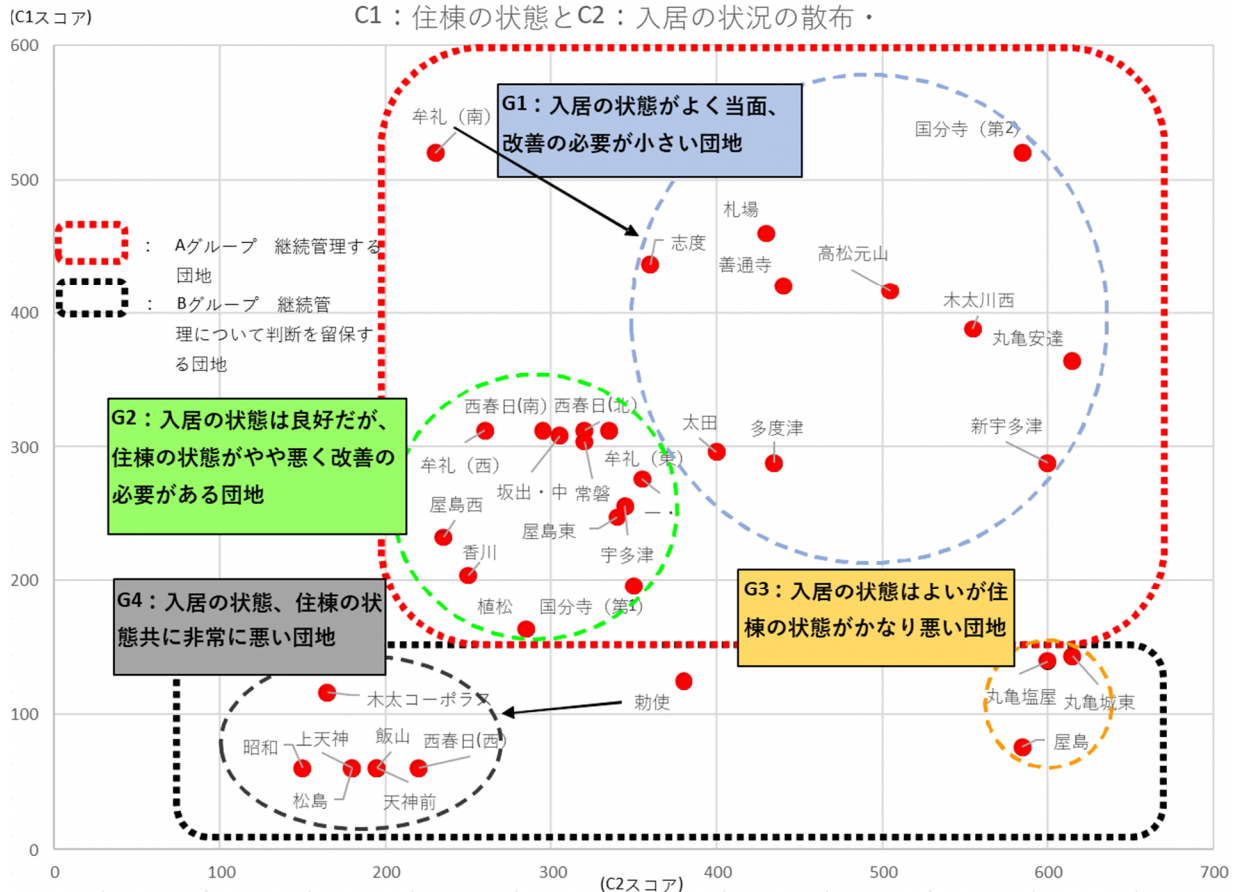 (C1スコア)
C1：住棟の状態とC2：入居の状況の散布・
600
500
400
300
200
100
0
0
100
200
300
400
500
600
700
(C2スコア)
G1：入居の状態がよく当面、
改善の必要が小さい団地
牟礼（南）
国分寺（第2）
札場
志度
善通寺
高松元山
木太川西
丸亀安達
： Aグループ　継続管理する
団地
： Bグループ　継続管
理について判断を留保す
る団地
G2：入居の状態は良好だが、
住棟の状態がやや悪く改善の
必要がある団地
西春日(南)
西春日(北)
太田
多度津
新宇多津
牟礼（西）
牟礼（東）
坂出・中
常磐
一・
屋島西
屋島東
宇多津
香川
植松
国分寺（第1）
G4：入居の状態、住棟の状
態共に非常に悪い団地
G3：入居の状態はよいが住
棟の状態がかなり悪い団地
木太コーポラス
勅使
丸亀塩屋
丸亀城東
屋島
昭和
上天神
飯山
西春日(西)
松島
天神前